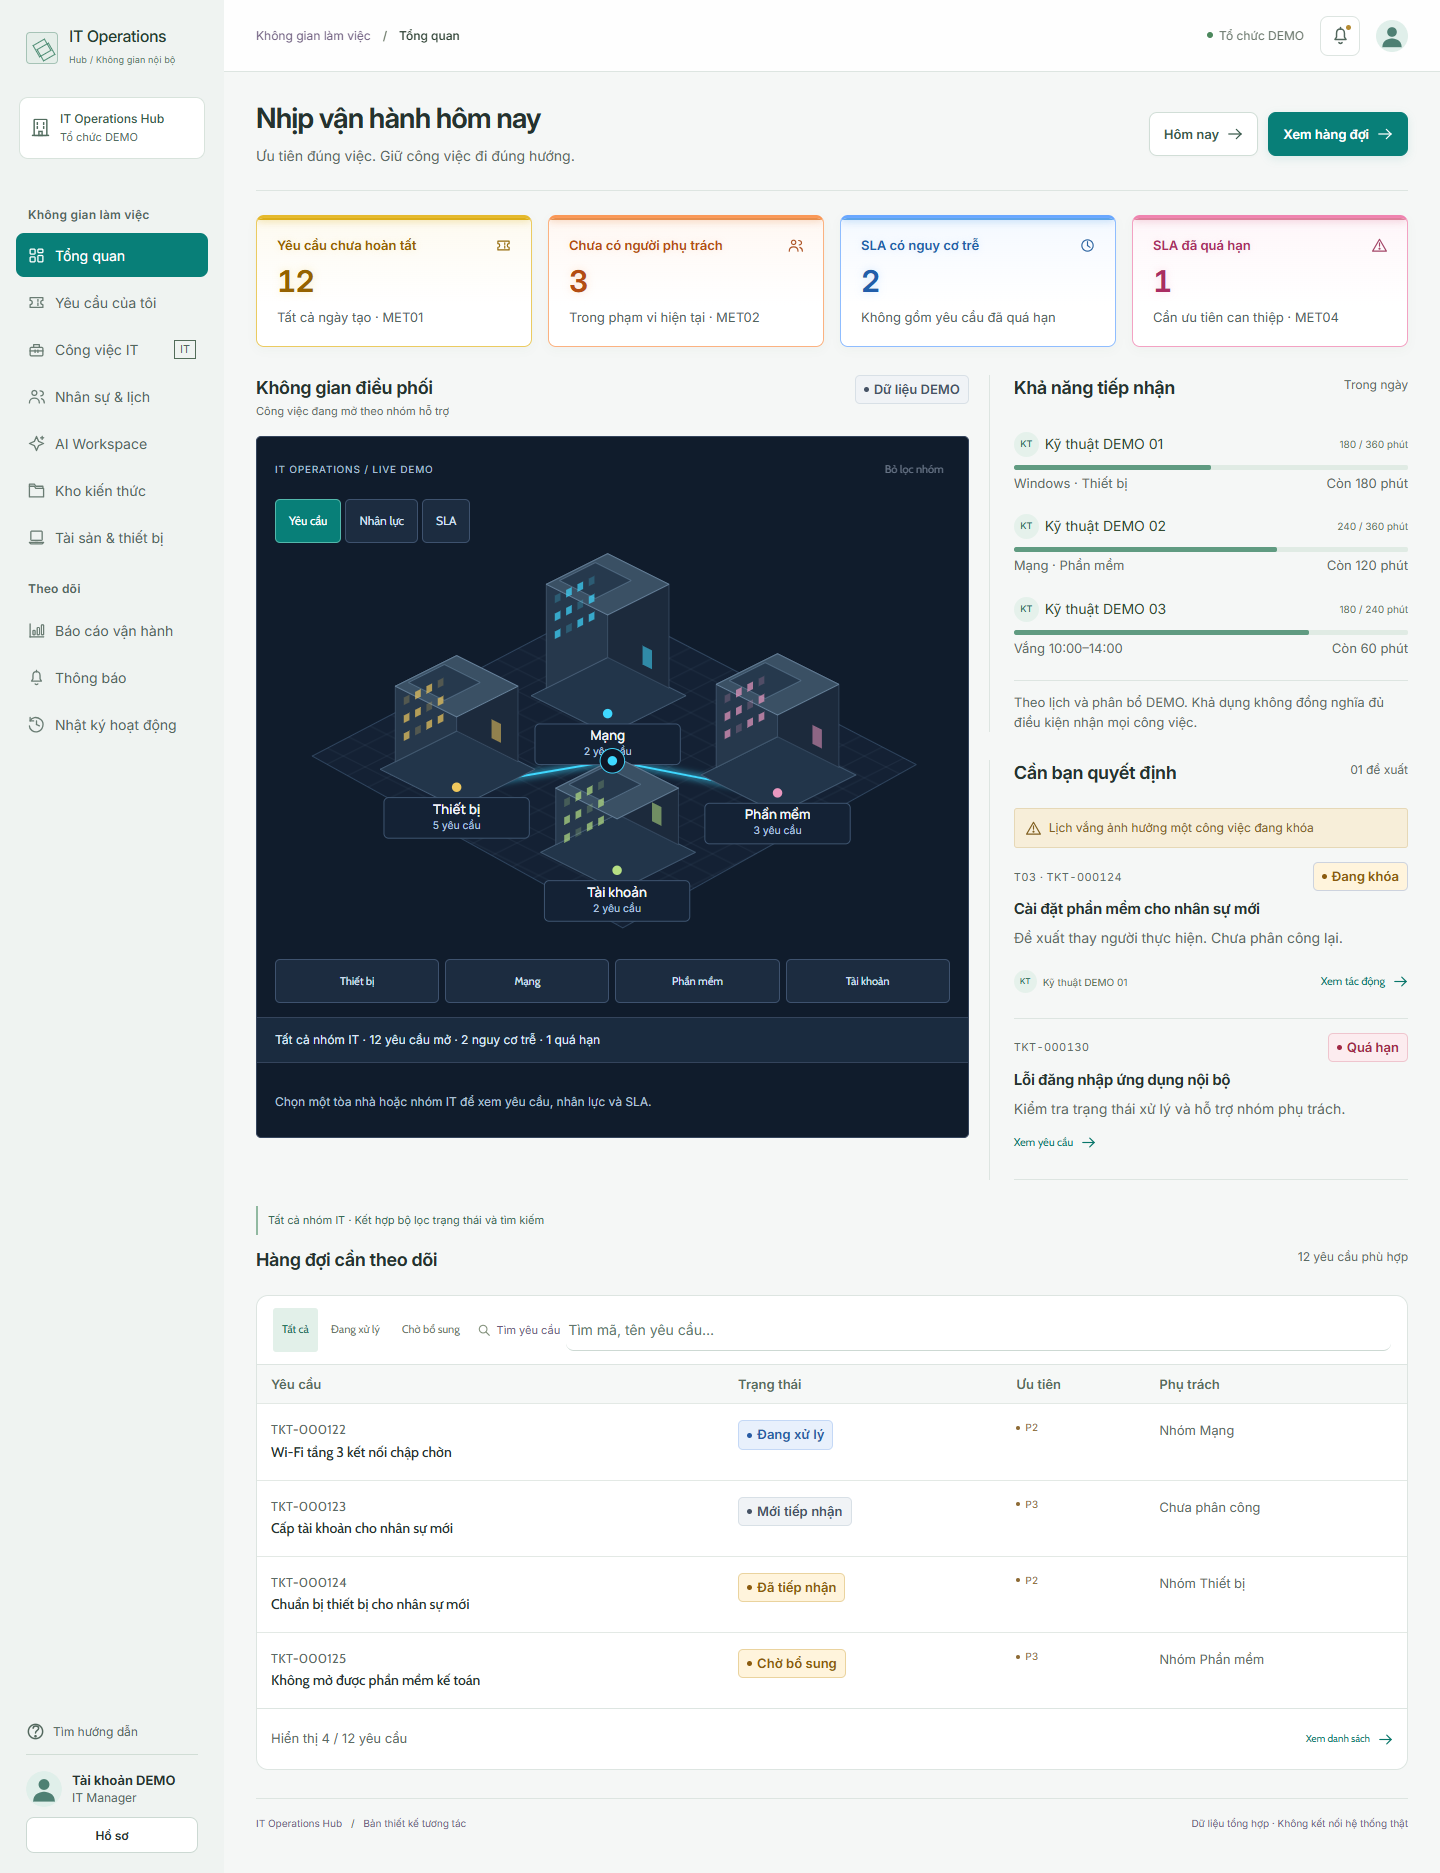 IT Operations
Hub / Không gian nội bộ
IT Operations Hub
Tổ chức DEMO
Không gian làm việc
Tổng quan
Yêu cầu của tôi
Công việc IT
IT
Nhân sự & lịch
AI Workspace
Kho kiến thức
Tài sản & thiết bị
Theo dõi
Báo cáo vận hành
Thông báo
Nhật ký hoạt động
Tìm hướng dẫn
Tài khoản DEMO
IT Manager
Hồ sơ
Không gian làm việc / Tổng quan
Tổ chức DEMO
Nhịp vận hành hôm nay
Ưu tiên đúng việc. Giữ công việc đi đúng hướng.
Hôm nay
Xem hàng đợi
Yêu cầu chưa hoàn tất
12
Tất cả ngày tạo · MET01
Chưa có người phụ trách
3
Trong phạm vi hiện tại · MET02
SLA có nguy cơ trễ
2
Không gồm yêu cầu đã quá hạn
SLA đã quá hạn
1
Cần ưu tiên can thiệp · MET04
Không gian điều phối
Công việc đang mở theo nhóm hỗ trợ
Dữ liệu DEMO
IT OPERATIONS / LIVE DEMO
Bỏ lọc nhóm
Yêu cầu
Nhân lực
SLA
Mạng
2 yêu cầu
Thiết bị
5 yêu cầu
Phần mềm
3 yêu cầu
Tài khoản
2 yêu cầu
Thiết bị
Mạng
Phần mềm
Tài khoản
Tất cả nhóm IT · 12 yêu cầu mở · 2 nguy cơ trễ · 1 quá hạn
Chọn một tòa nhà hoặc nhóm IT để xem yêu cầu, nhân lực và SLA.
Khả năng tiếp nhận
Trong ngày
KT Kỹ thuật DEMO 01
180 / 360 phút
Windows · Thiết bị
Còn 180 phút
KT Kỹ thuật DEMO 02
240 / 360 phút
Mạng · Phần mềm
Còn 120 phút
KT Kỹ thuật DEMO 03
180 / 240 phút
Vắng 10:00–14:00
Còn 60 phút
Theo lịch và phân bổ DEMO. Khả dụng không đồng nghĩa đủ
điều kiện nhận mọi công việc.
Cần bạn quyết định
01 đề xuất
Lịch vắng ảnh hưởng một công việc đang khóa
T03 · TKT-000124
Đang khóa
Cài đặt phần mềm cho nhân sự mới
Đề xuất thay người thực hiện. Chưa phân công lại.
KT Kỹ thuật DEMO 01
Xem tác động
TKT-000130
Quá hạn
Lỗi đăng nhập ứng dụng nội bộ
Kiểm tra trạng thái xử lý và hỗ trợ nhóm phụ trách.
Xem yêu cầu
Tất cả nhóm IT · Kết hợp bộ lọc trạng thái và tìm kiếm
Hàng đợi cần theo dõi
12 yêu cầu phù hợp
Tất cả
Đang xử lý
Chờ bổ sung
Tìm yêu cầu
Tìm mã, tên yêu cầu...
Yêu cầu
Trạng thái
Ưu tiên
Phụ trách
TKT-000122
Wi-Fi tầng 3 kết nối chập chờn
Đang xử lý
P2
Nhóm Mạng
TKT-000123
Cấp tài khoản cho nhân sự mới
Mới tiếp nhận
P3
Chưa phân công
TKT-000124
Chuẩn bị thiết bị cho nhân sự mới
Đã tiếp nhận
P2
Nhóm Thiết bị
TKT-000125
Không mở được phần mềm kế toán
Chờ bổ sung
P3
Nhóm Phần mềm
Hiển thị 4 / 12 yêu cầu
Xem danh sách
IT Operations Hub / Bản thiết kế tương tác
Dữ liệu tổng hợp · Không kết nối hệ thống thật